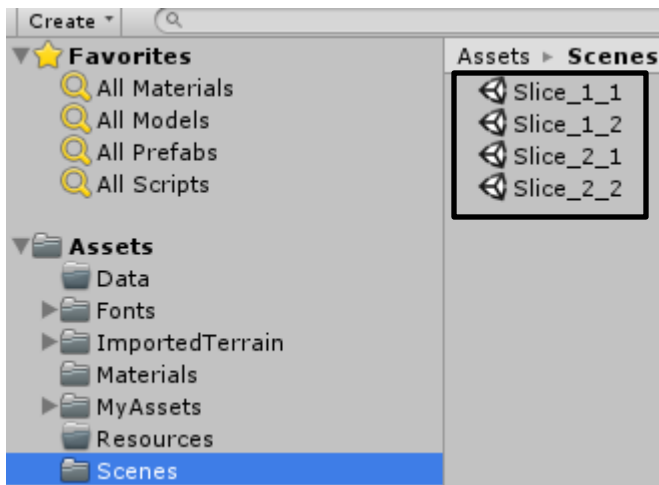 Create
Favorites
All Materials
All Models
All Prefabs
All Scripts
Assets
Data
Fonts
ImportedTerrain
Materials
MyAssets
Resources
Scenes
Assets Scenes
Slice_1_1
Slice_1_2
Slice_2_1
Slice_2_2